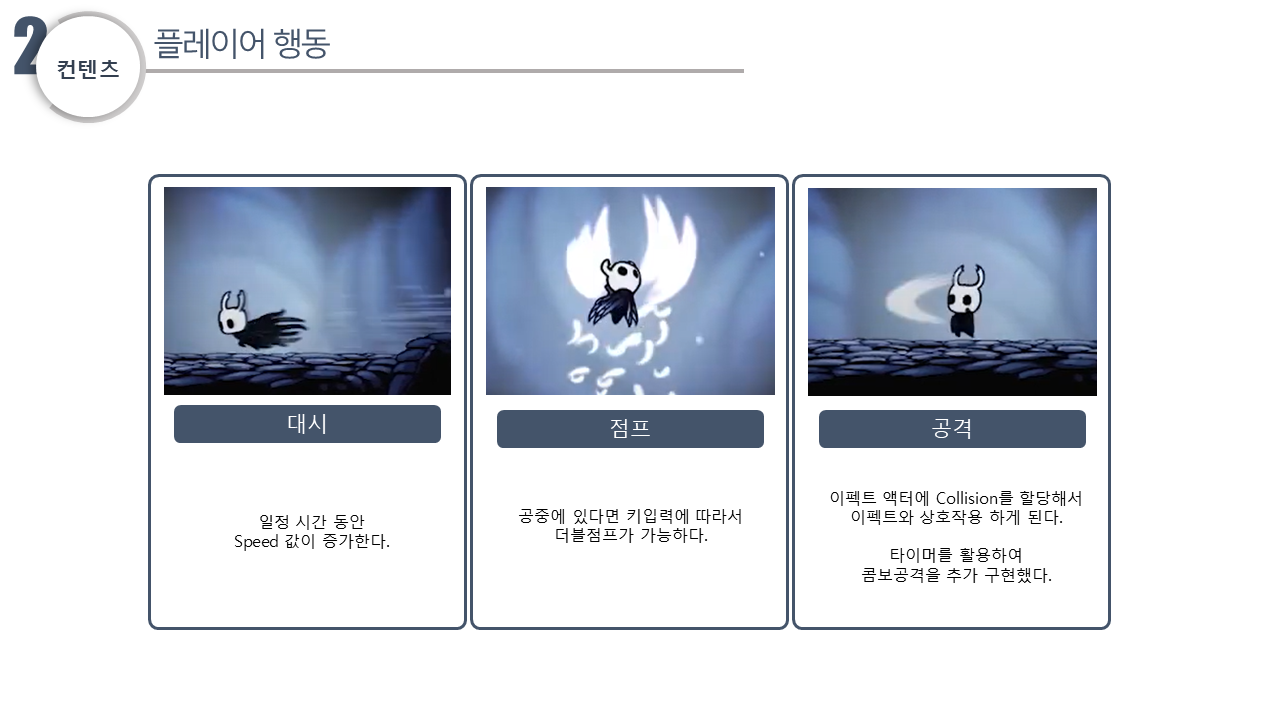 2
컨텐츠
플레이어 행동
대시
일정 시간 동안
Speed 값이 증가한다.
점프
공중에 있다면 키입력에 따라서
더블점프가 가능하다.
공격
이펙트 액터에 Collision를 할당해서
이펙트와 상호작용 하게 된다.
타이머를 활용하여
콤보공격을 추가 구현했다.